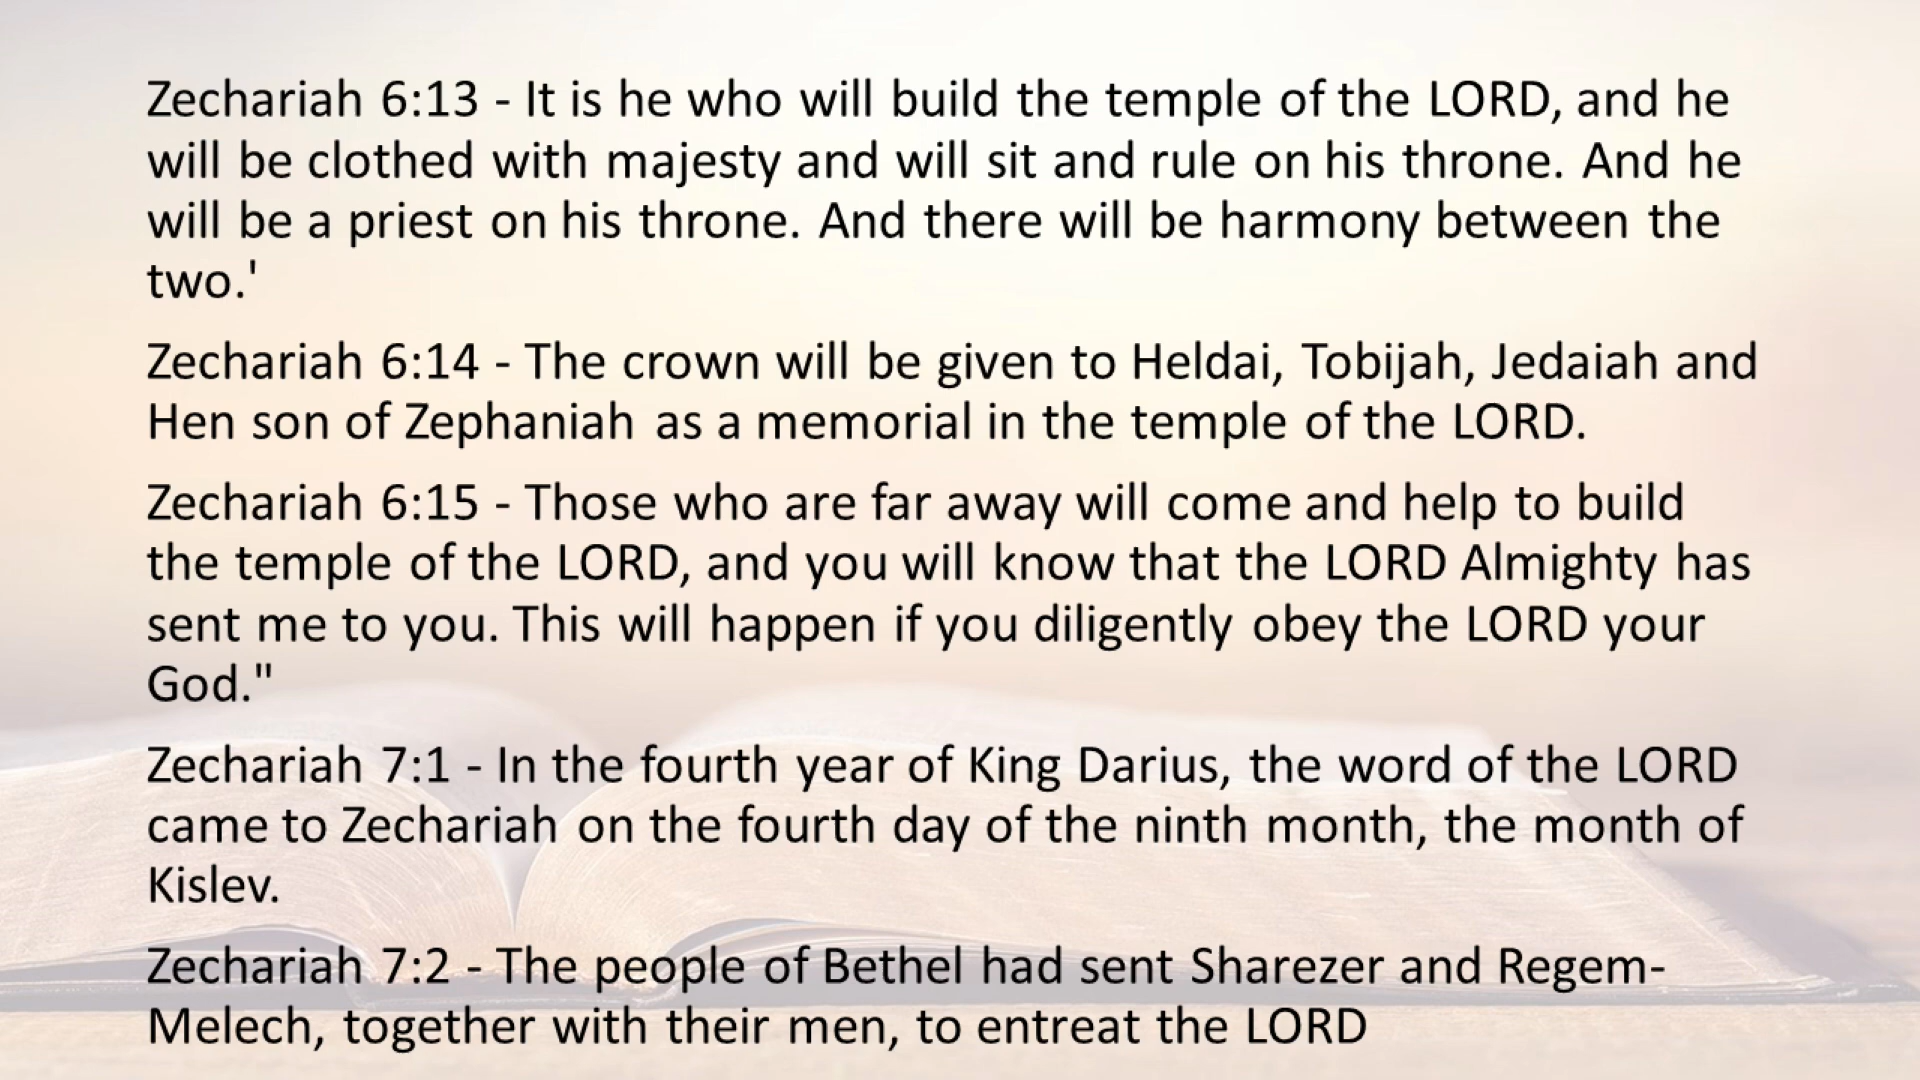 Zechariah 6:13 - It is he who will build the temple of the LORD, and he
will be clothed with majesty and will sit and rule on his throne. And he
will be a priest on his throne. And there will be harmony between the
two.'
Zechariah 6:14 - The crown will be given to Heldai, Tobijah, Jedaiah and
Hen son of Zephaniah as a memorial in the temple of the LORD.
Zechariah 6:15 - Those who are far away will come and help to build
the temple of the LORD, and you will know that the LORD Almighty has
sent me to you. This will happen if you diligently obey the LORD your
God."
Zechariah 7:1 - In the fourth year of King Darius, the word of the LORD
came to Zechariah on the fourth day of the ninth month, the month of
Kislev.
Zechariah 7:2 - The people of Bethel had sent Sharezer and Regem-
Melech, together with their men, to entreat the LORD